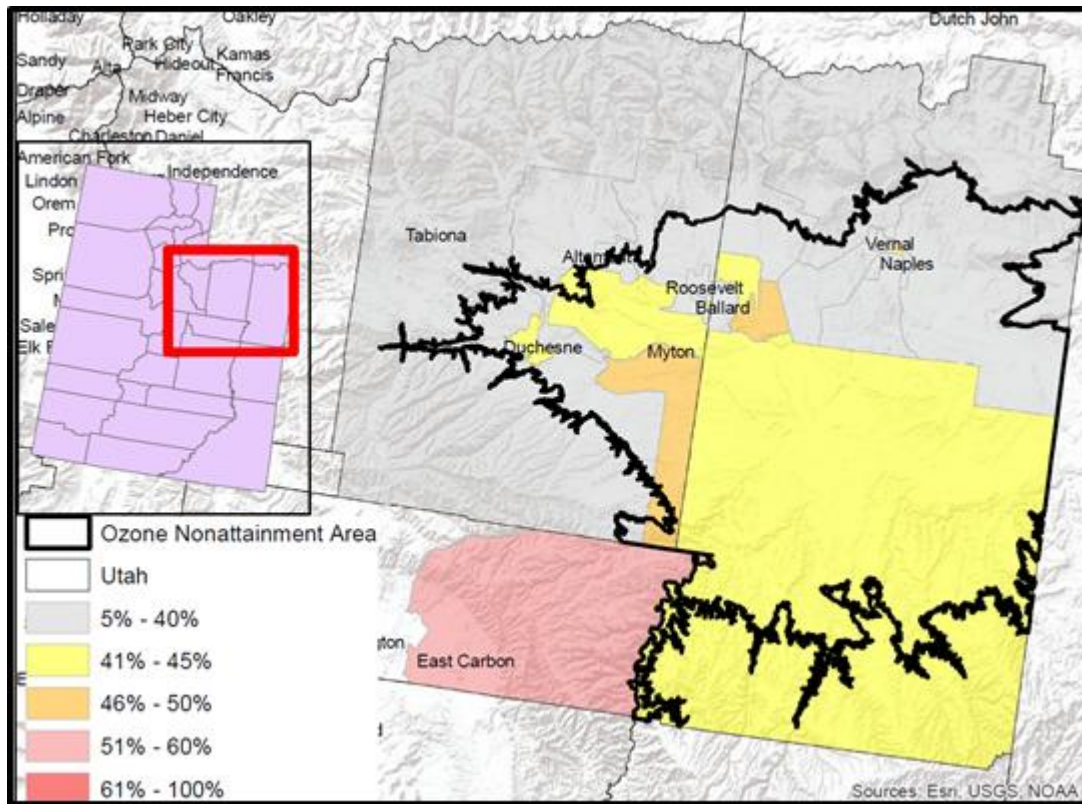 Holladay
Oakley
Dutch John
Park City
Kamas
Sandy
Alta
Hideout
Francis
Draper
Midway
Alpine
Heber City
Charleston Daniel
American Fork
Independence
Lindon
Orem
Tabiona
Vernal
Naples
Roosevelt
Ballard
Duchesne
Myton
East Carbon
Ozone Nonattainment Area
Utah
5% - 40%
41% - 45%
46% - 50%
51% - 60%
61% - 100%
Sources: Esri, USGS, NOAA